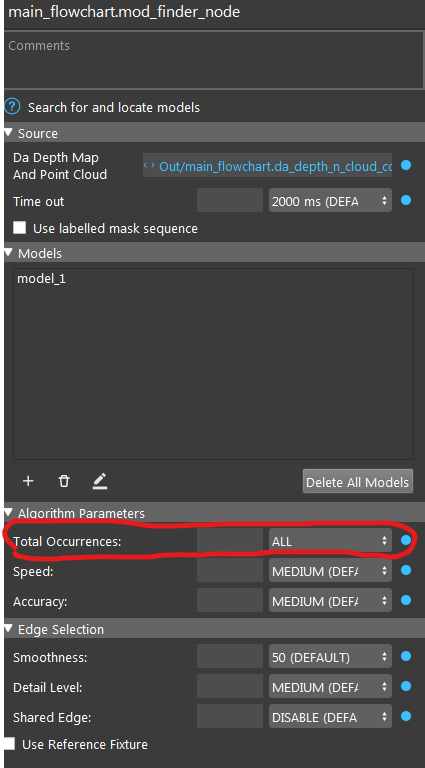 main_flowchart.mod_finder_node
Comments
Search for and locate models
Source
Da Depth Map
And Point Cloud
Out/main_flowchart.da_depth_n_cloud_cc
Time out
2000 ms (DEFA
Use labelled mask sequence
Models
model_1
Delete All Models
Algorithm Parameters
Total Occurrences:
ALL
Speed:
MEDIUM (DEFA
Accuracy:
MEDIUM (DEFA
Edge Selection
Smoothness:
50 (DEFAULT)
Detail Level:
MEDIUM (DEFA
Shared Edge:
DISABLE (DEFA
Use Reference Fixture